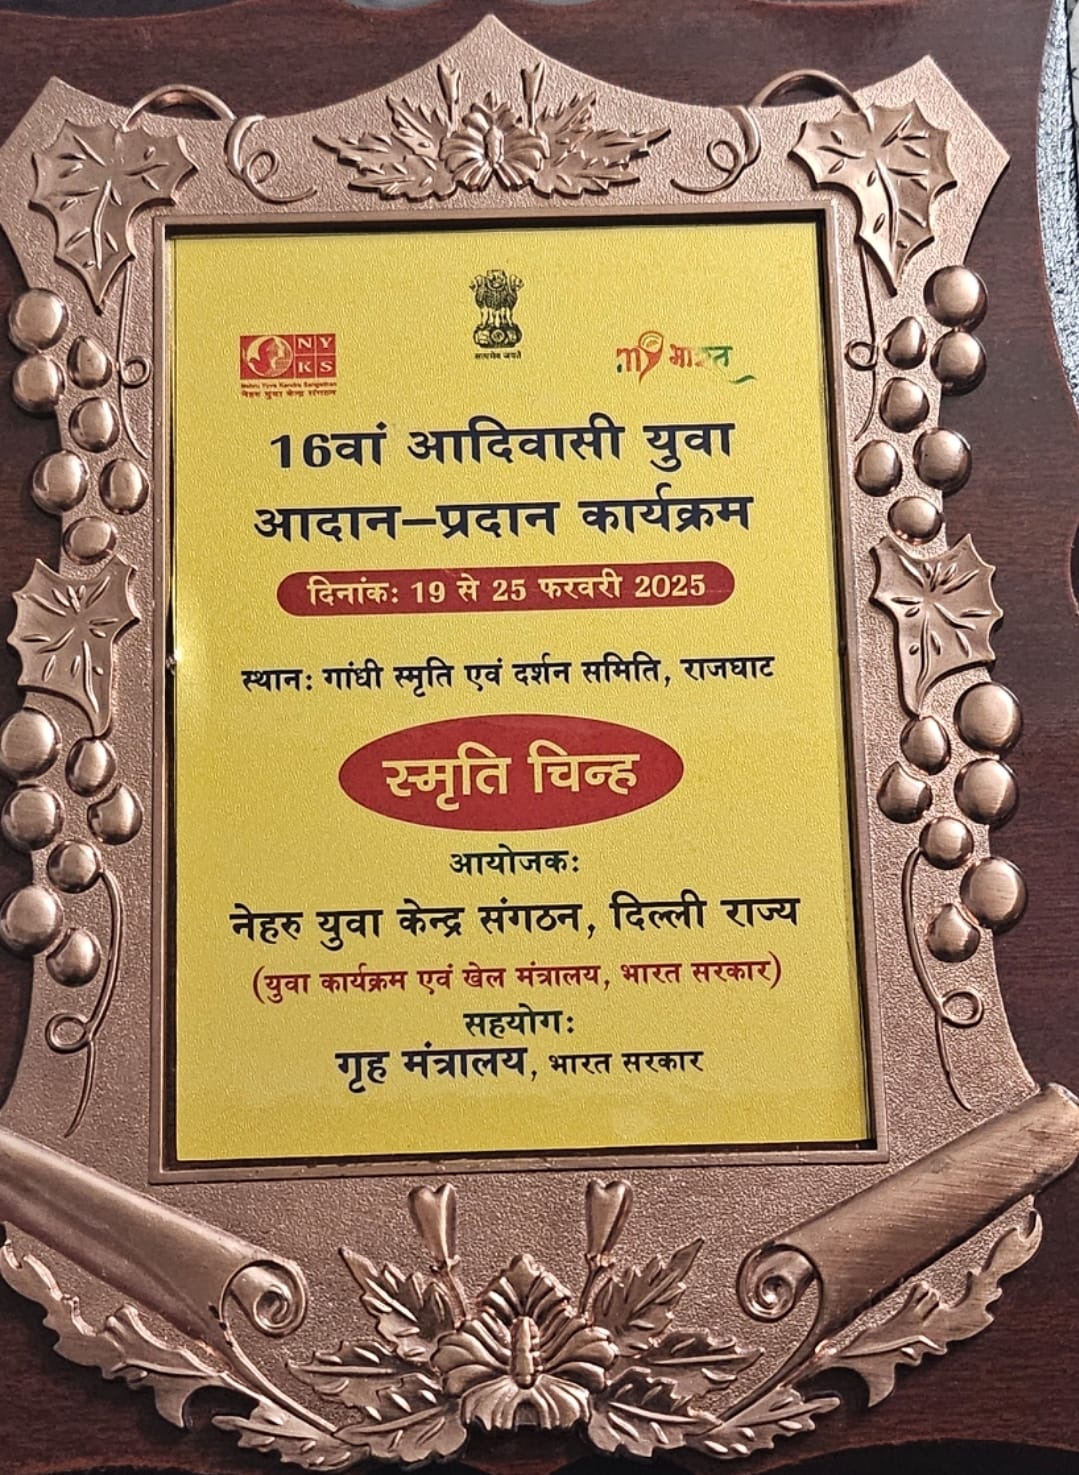 सत्यमेव जयते
NY
KS
Nehru Yuva Kendra Sangathan
नेहरू युवा केन्द्र संगठन
my भारत
16वां आदिवासी युवा
आदान–प्रदान कार्यक्रम
दिनांक: 19 से 25 फरवरी 2025
स्थान: गांधी स्मृति एवं दर्शन समिति, राजघाट
स्मृति चिन्ह
आयोजक:
नेहरु युवा केन्द्र संगठन, दिल्ली राज्य
(युवा कार्यक्रम एवं खेल मंत्रालय, भारत सरकार)
सहयोग:
गृह मंत्रालय, भारत सरकार